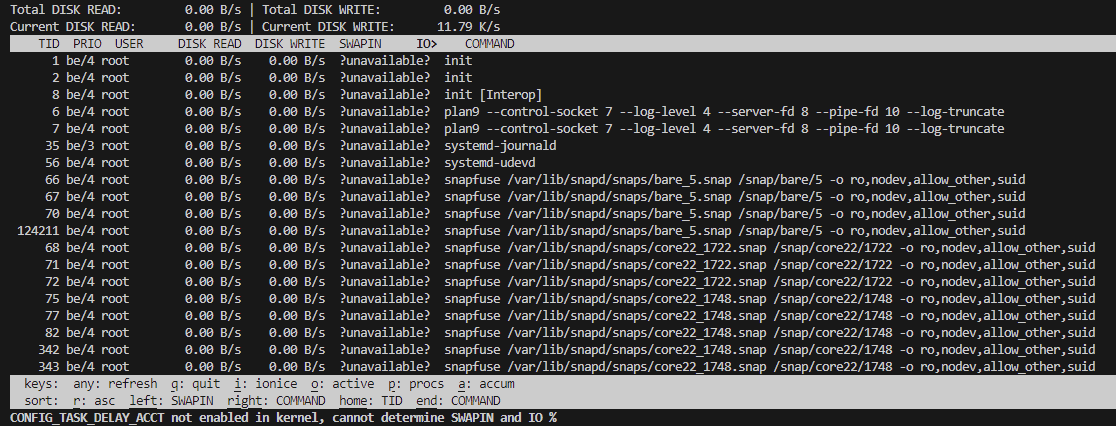 Total DISK READ:         0.00 B/s | Total DISK WRITE:         0.00 B/s
Current DISK READ:       0.00 B/s | Current DISK WRITE:      11.79 K/s
    TID  PRIO  USER     DISK READ  DISK WRITE  SWAPIN     IO>    COMMAND
      1 be/4 root        0.00 B/s    0.00 B/s  ?unavailable?  init
      2 be/4 root        0.00 B/s    0.00 B/s  ?unavailable?  init
      8 be/4 root        0.00 B/s    0.00 B/s  ?unavailable?  init [Interop]
      6 be/4 root        0.00 B/s    0.00 B/s  ?unavailable?  plan9 --control-socket 7 --log-level 4 --server-fd 8 --pipe-fd 10 --log-truncate
      7 be/4 root        0.00 B/s    0.00 B/s  ?unavailable?  plan9 --control-socket 7 --log-level 4 --server-fd 8 --pipe-fd 10 --log-truncate
     35 be/3 root        0.00 B/s    0.00 B/s  ?unavailable?  systemd-journald
     56 be/4 root        0.00 B/s    0.00 B/s  ?unavailable?  systemd-udevd
     66 be/4 root        0.00 B/s    0.00 B/s  ?unavailable?  snapfuse /var/lib/snapd/snaps/bare_5.snap /snap/bare/5 -o ro,nodev,allow_other,suid
     67 be/4 root        0.00 B/s    0.00 B/s  ?unavailable?  snapfuse /var/lib/snapd/snaps/bare_5.snap /snap/bare/5 -o ro,nodev,allow_other,suid
     70 be/4 root        0.00 B/s    0.00 B/s  ?unavailable?  snapfuse /var/lib/snapd/snaps/bare_5.snap /snap/bare/5 -o ro,nodev,allow_other,suid
 124211 be/4 root        0.00 B/s    0.00 B/s  ?unavailable?  snapfuse /var/lib/snapd/snaps/bare_5.snap /snap/bare/5 -o ro,nodev,allow_other,suid
     68 be/4 root        0.00 B/s    0.00 B/s  ?unavailable?  snapfuse /var/lib/snapd/snaps/core22_1722.snap /snap/core22/1722 -o ro,nodev,allow_other,suid
     71 be/4 root        0.00 B/s    0.00 B/s  ?unavailable?  snapfuse /var/lib/snapd/snaps/core22_1722.snap /snap/core22/1722 -o ro,nodev,allow_other,suid
     72 be/4 root        0.00 B/s    0.00 B/s  ?unavailable?  snapfuse /var/lib/snapd/snaps/core22_1722.snap /snap/core22/1722 -o ro,nodev,allow_other,suid
     75 be/4 root        0.00 B/s    0.00 B/s  ?unavailable?  snapfuse /var/lib/snapd/snaps/core22_1748.snap /snap/core22/1748 -o ro,nodev,allow_other,suid
     77 be/4 root        0.00 B/s    0.00 B/s  ?unavailable?  snapfuse /var/lib/snapd/snaps/core22_1748.snap /snap/core22/1748 -o ro,nodev,allow_other,suid
     82 be/4 root        0.00 B/s    0.00 B/s  ?unavailable?  snapfuse /var/lib/snapd/snaps/core22_1748.snap /snap/core22/1748 -o ro,nodev,allow_other,suid
    342 be/4 root        0.00 B/s    0.00 B/s  ?unavailable?  snapfuse /var/lib/snapd/snaps/core22_1748.snap /snap/core22/1748 -o ro,nodev,allow_other,suid
    343 be/4 root        0.00 B/s    0.00 B/s  ?unavailable?  snapfuse /var/lib/snapd/snaps/core22_1748.snap /snap/core22/1748 -o ro,nodev,allow_other,suid
  keys:  any: refresh  q: quit  i: ionice  o: active  p: procs  a: accum
  sort:  r: asc  left: SWAPIN  right: COMMAND  home: TID  end: COMMAND
CONFIG_TASK_DELAY_ACCT not enabled in kernel, cannot determine SWAPIN and IO %